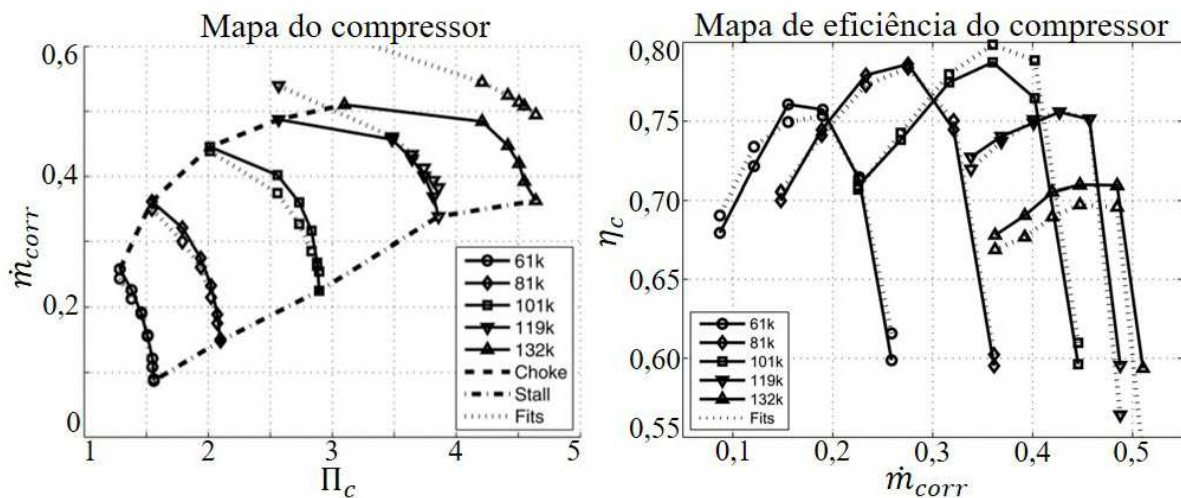 Mapa do compressor
0,6
0,4
0,2
0
ṁcorr
1 2 3 4 5
Πc
61k
81k
101k
119k
132k
Choke
Stall
Fits
Mapa de eficiência do compressor
0,80
0,75
0,70
0,65
0,60
0,55
ηc
0,1 0,2 0,3 0,4 0,5
ṁcorr
61k
81k
101k
119k
132k
Fits